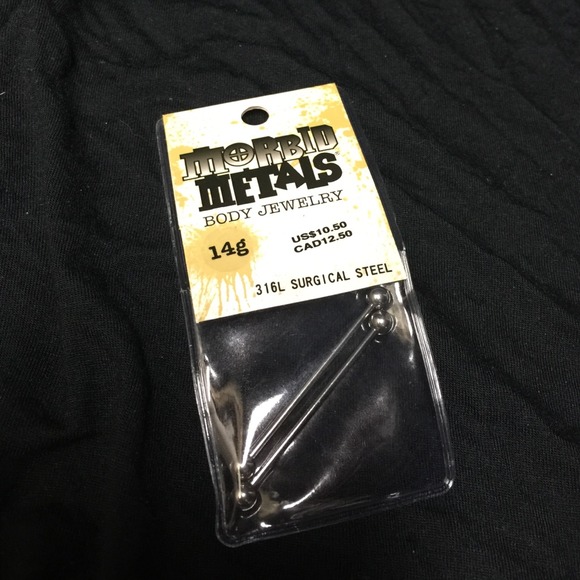 MORBID
METALS
BODY JEWELRY
14g
US$10.50
CAD12.50
316L SURGICAL STEEL